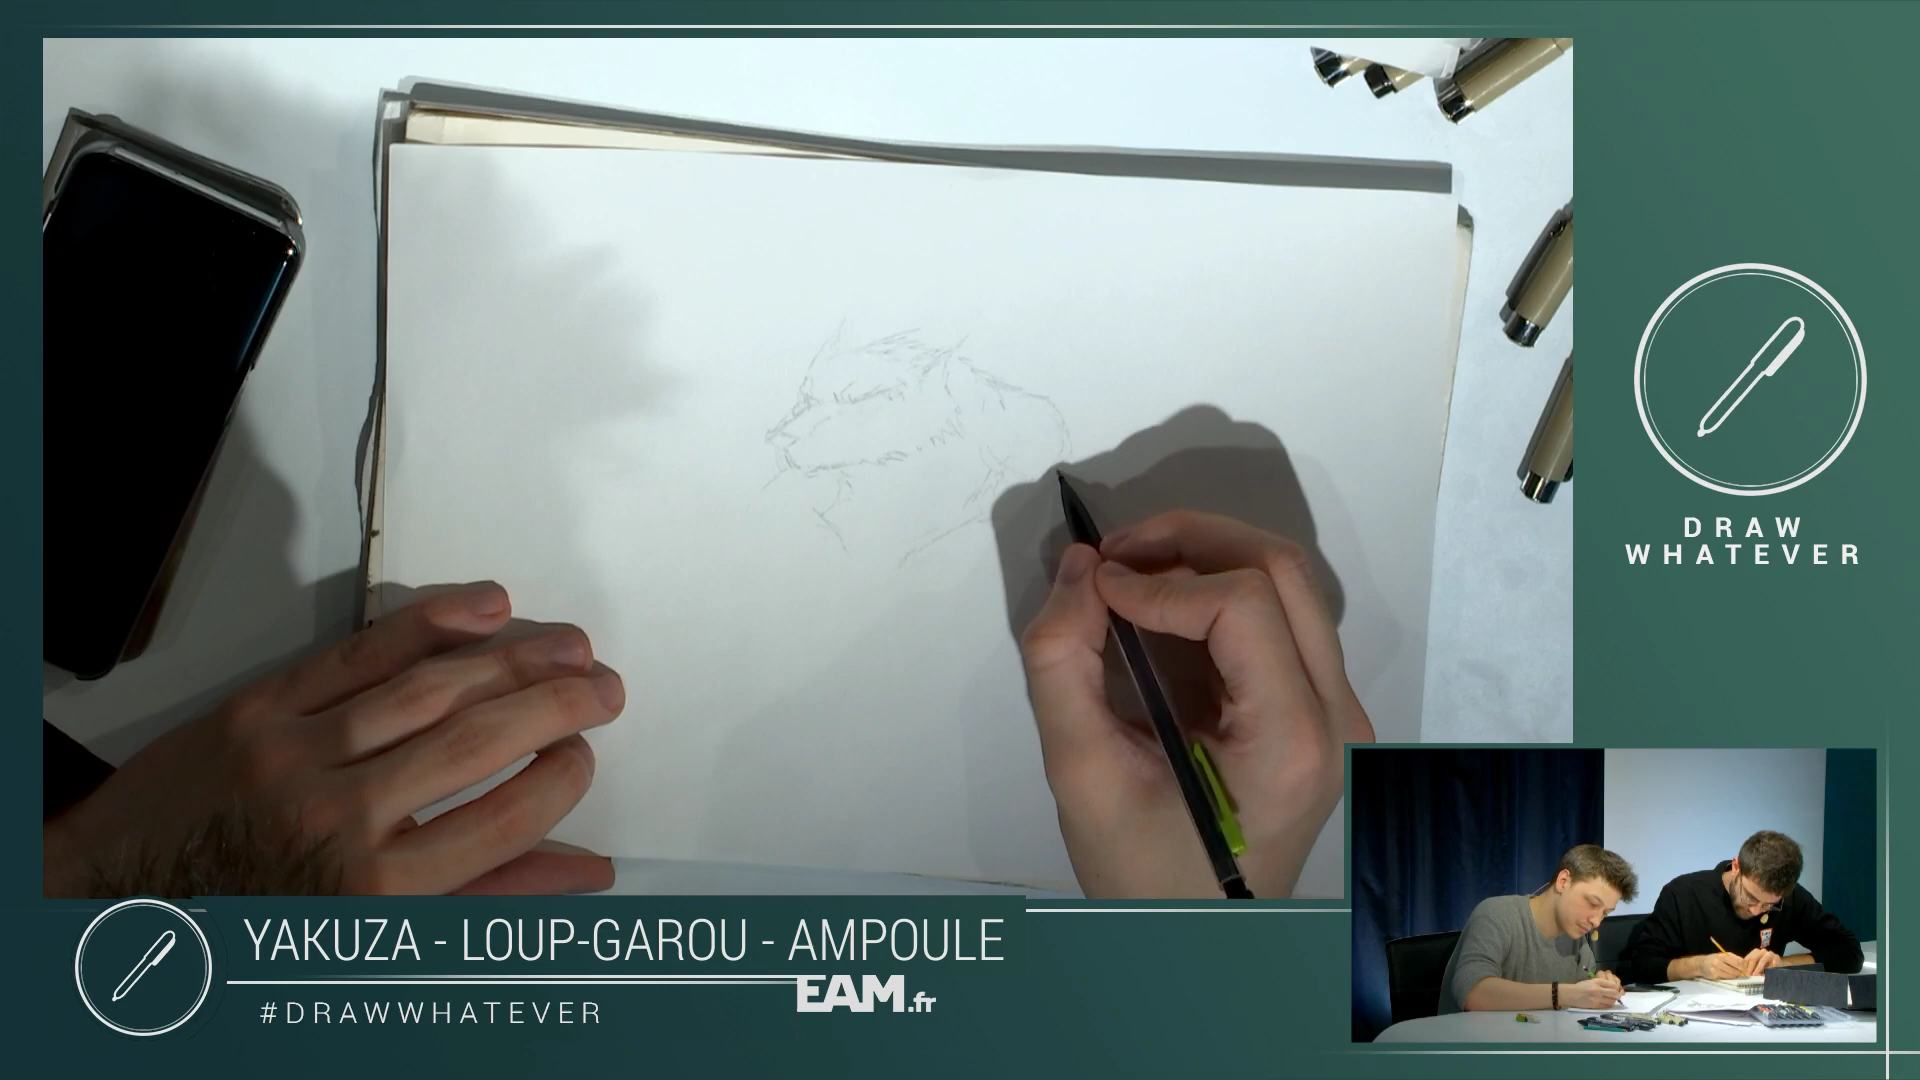 DRAW
WHATEVER
YAKUZA - LOUP-GAROU - AMPOULE
EAM.fr
#DRAWWHATEVER